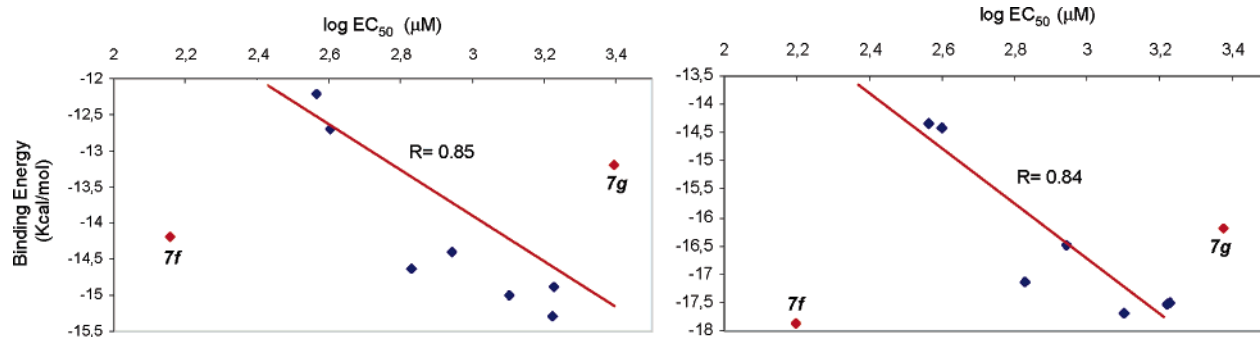 log EC50 (μM)
2 2,2 2,4 2,6 2,8 3 3,2 3,4
-12
-12.5
-13
-13.5
-14
-14.5
-15
-15.5
Binding Energy
(Kcal/mol)
R= 0.85
7g
7f
log EC50 (μM)
2 2,2 2,4 2,6 2,8 3 3,2 3,4
-13,5
-14
-14,5
-15
-15,5
-16
-16,5
-17
-17,5
-18
R= 0.84
7g
7f